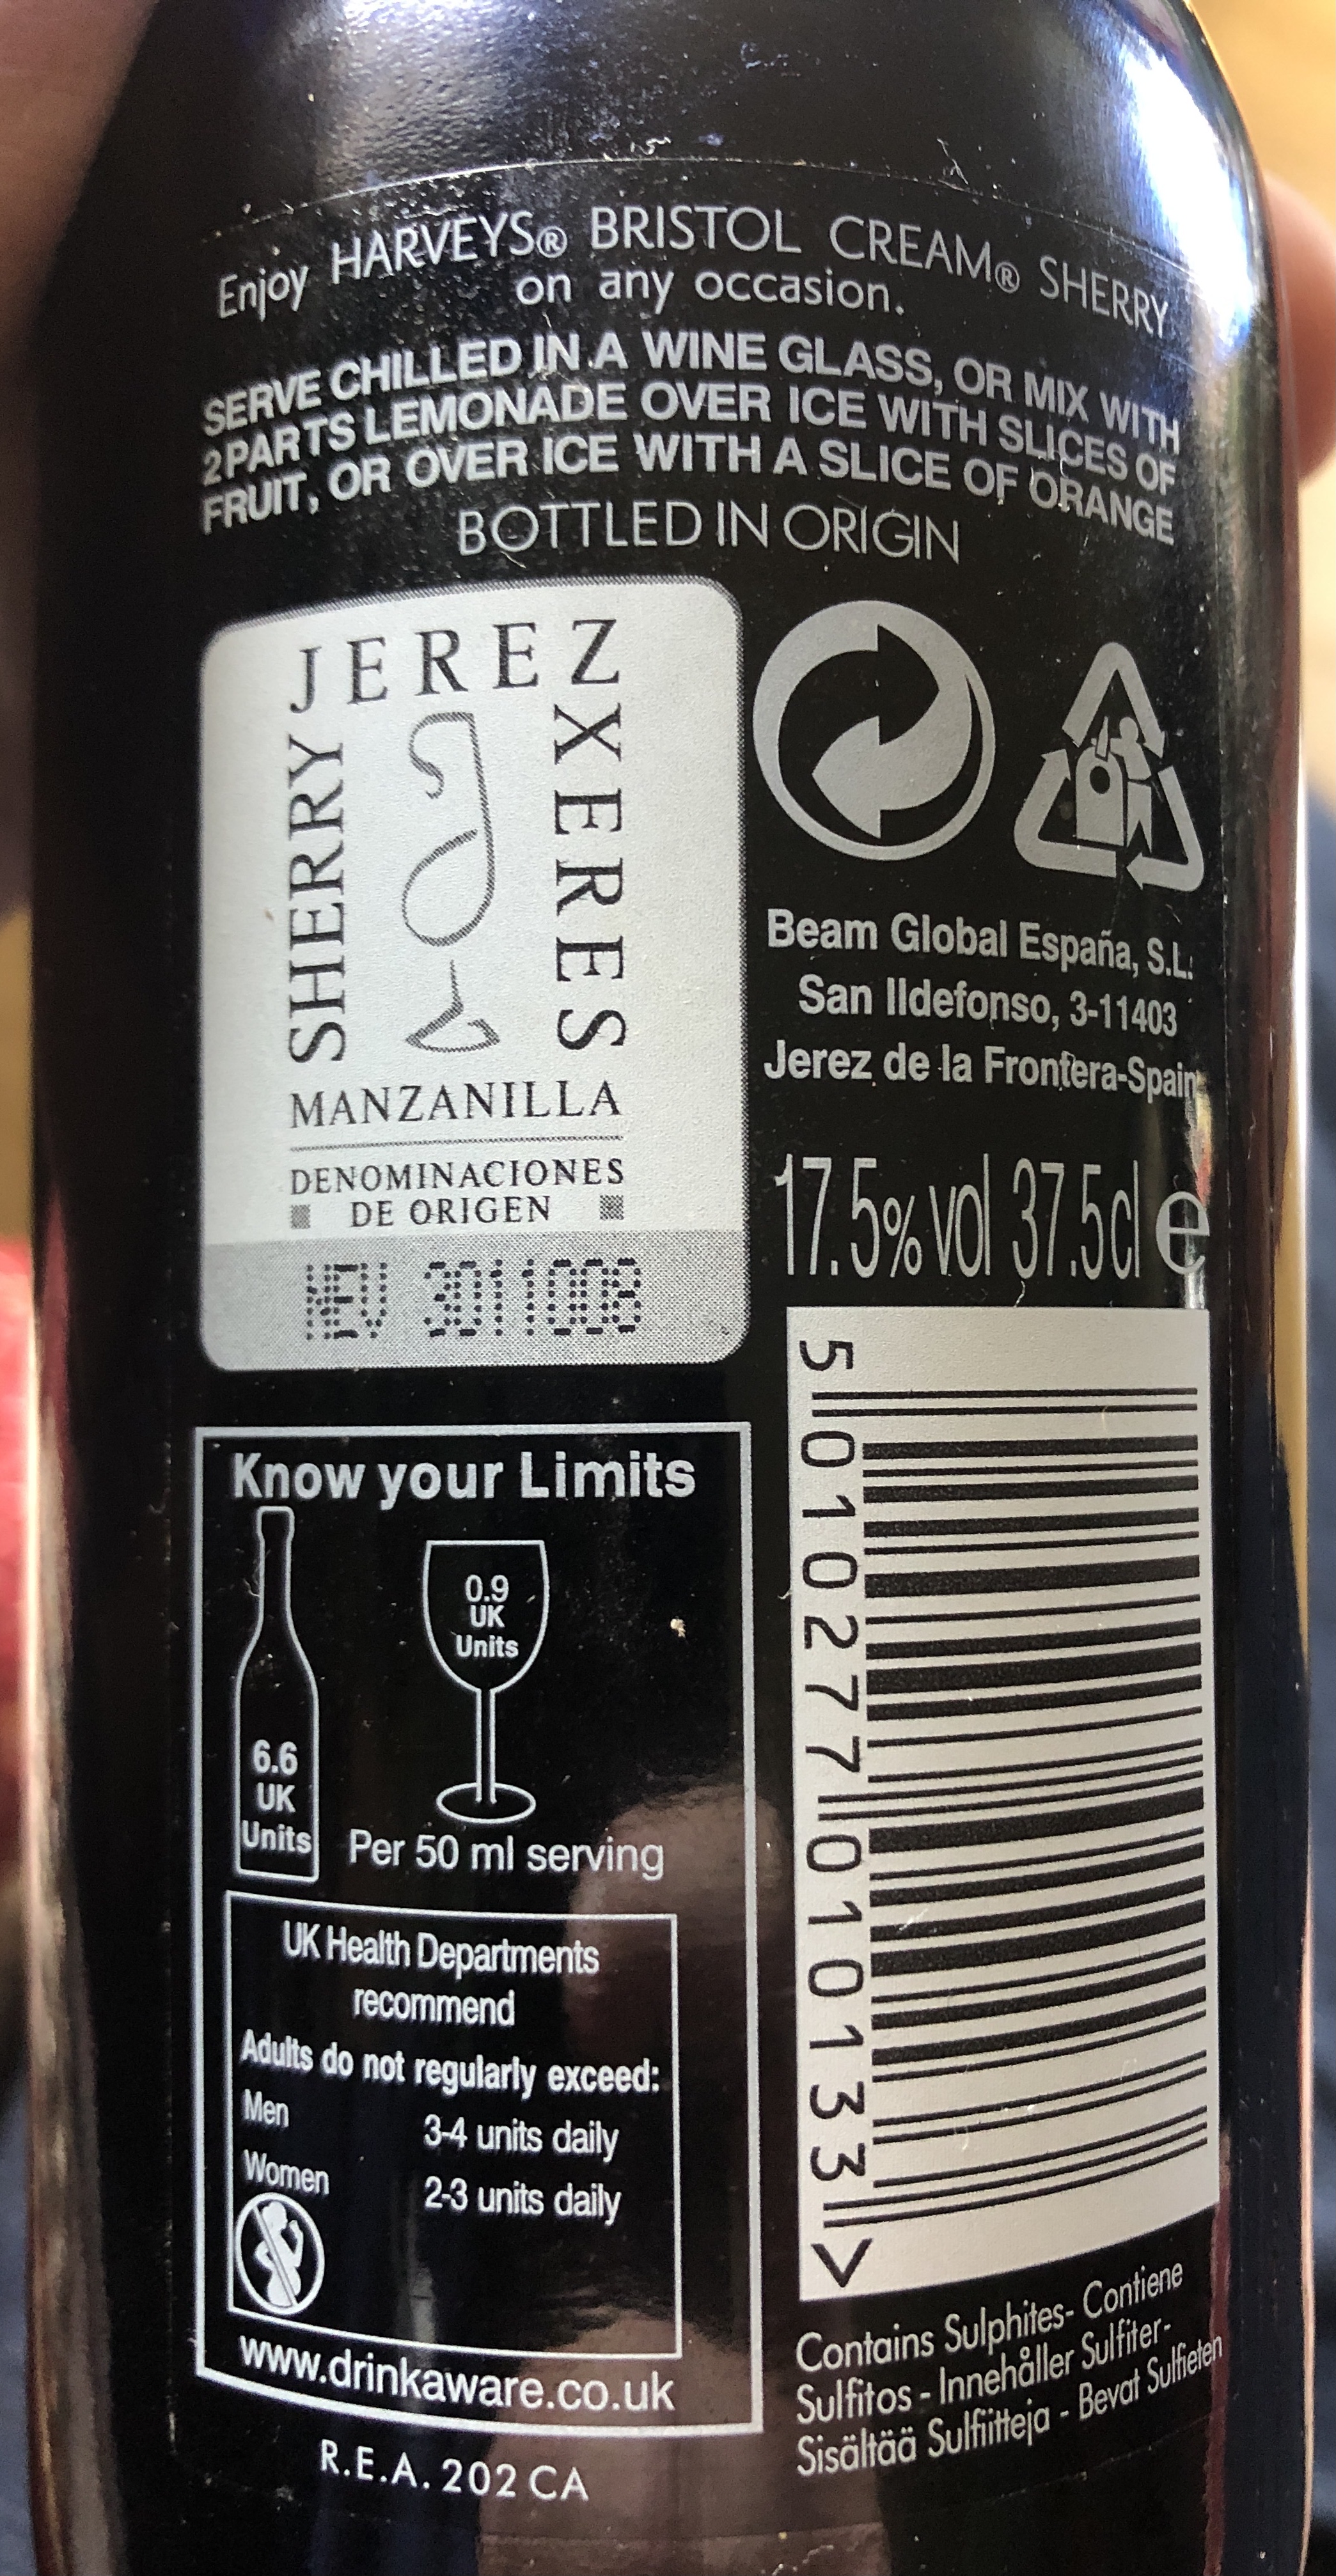 Enjoy HARVEYS® BRISTOL CREAM® SHERRY
on any occasion.
SERVE CHILLED IN A WINE GLASS, OR MIX WITH
2 PARTS LEMONADE OVER ICE WITH SLICES OF
FRUIT, OR OVER ICE WITH A SLICE OF ORANGE
BOTTLED IN ORIGIN
JEREZ
XERES
SHERRY
MANZANILLA
DENOMINACIONES
DE ORIGEN
NEV 3011008
Beam Global España, S.L.
San Ildefonso, 3-11403
Jerez de la Frontera-Spain
17.5% vol 37.5cl e
5 010277 010133 >
Know your Limits
0.9
UK
Units
6.6
UK
Units
Per 50 ml serving
UK Health Departments
recommend
Adults do not regularly exceed:
Men 3-4 units daily
Women 2-3 units daily
www.drinkaware.co.uk
R.E.A. 202 CA
Contains Sulphites- Contiene
Sulfitos - Innehåller Sulfiter-
Sisältää Sulfiitteja - Bevat Sulfieten